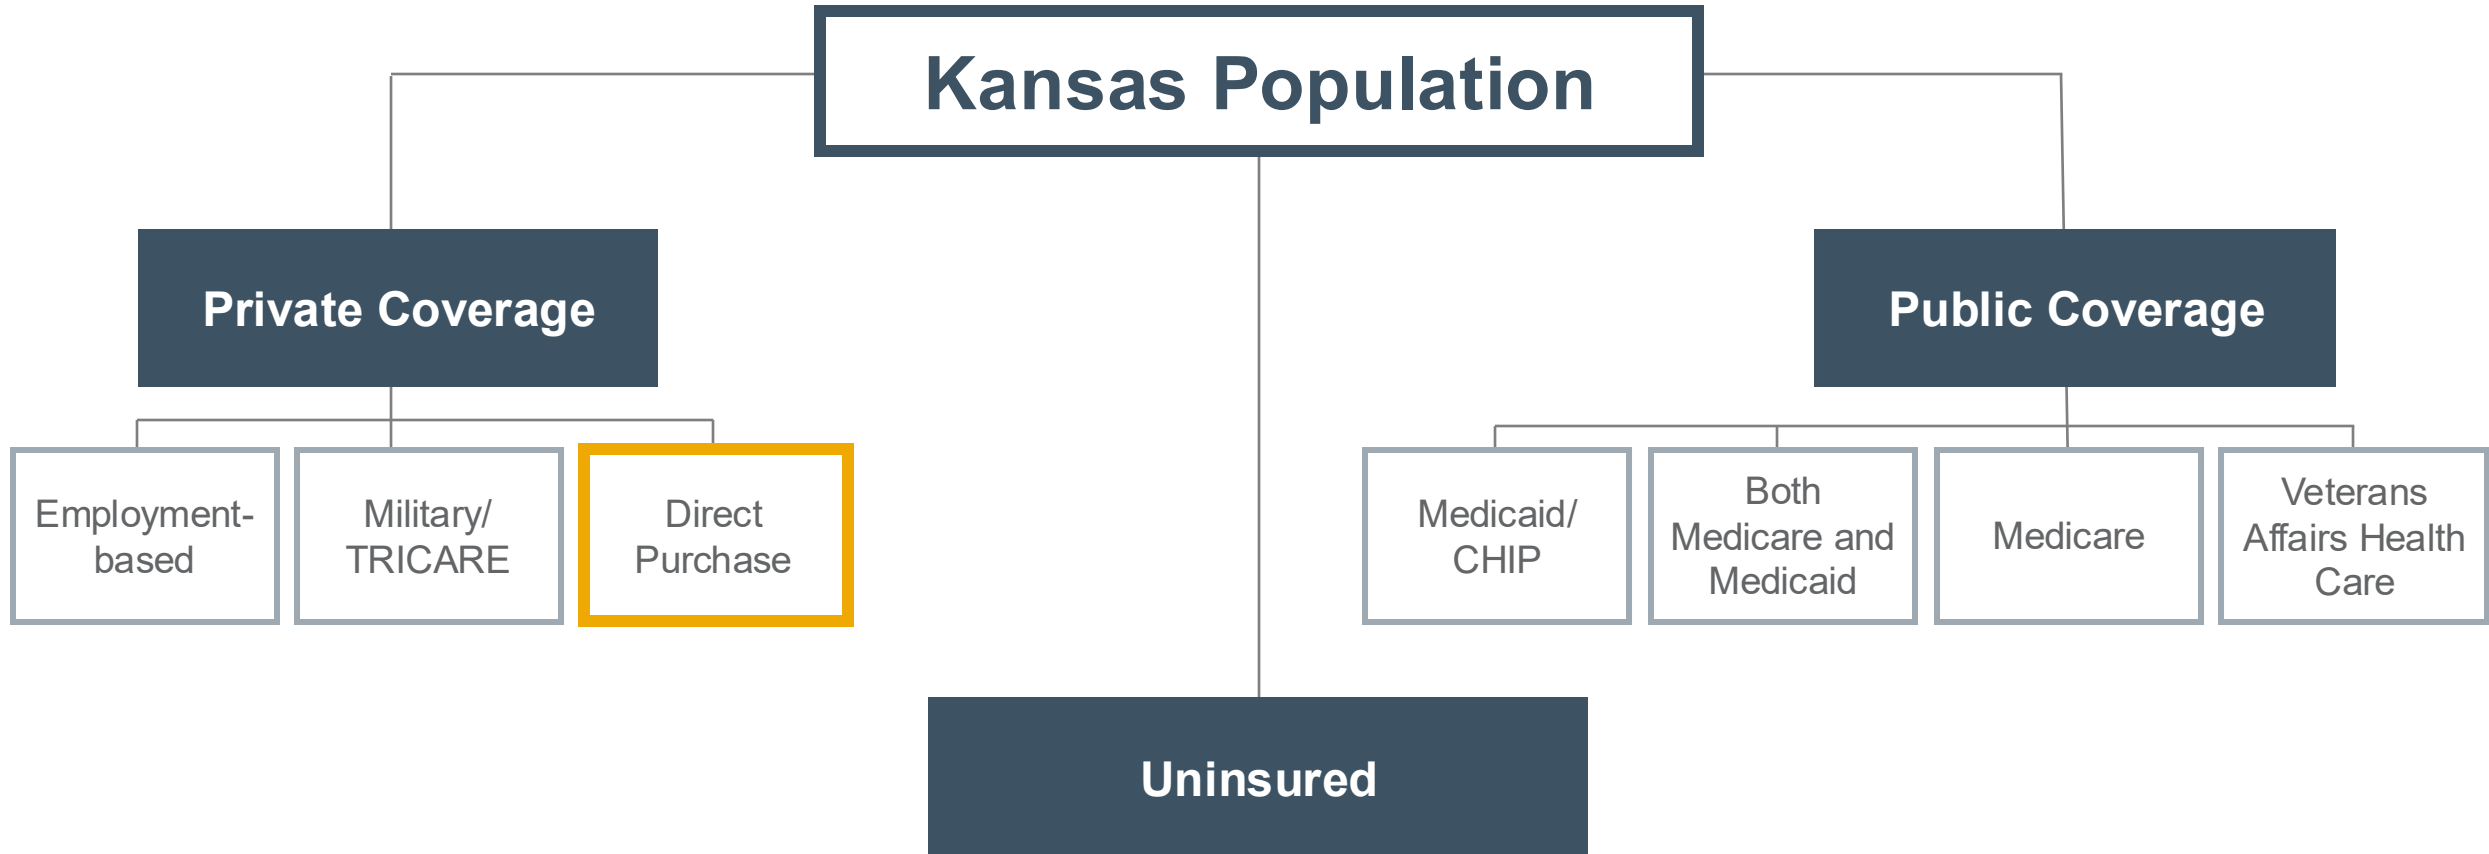 Kansas Population
Private Coverage
Public Coverage
Employment-
based
Military/
TRICARE
Direct
Purchase
Medicaid/
CHIP
Both
Medicare and
Medicaid
Medicare
Veterans
Affairs Health
Care
Uninsured